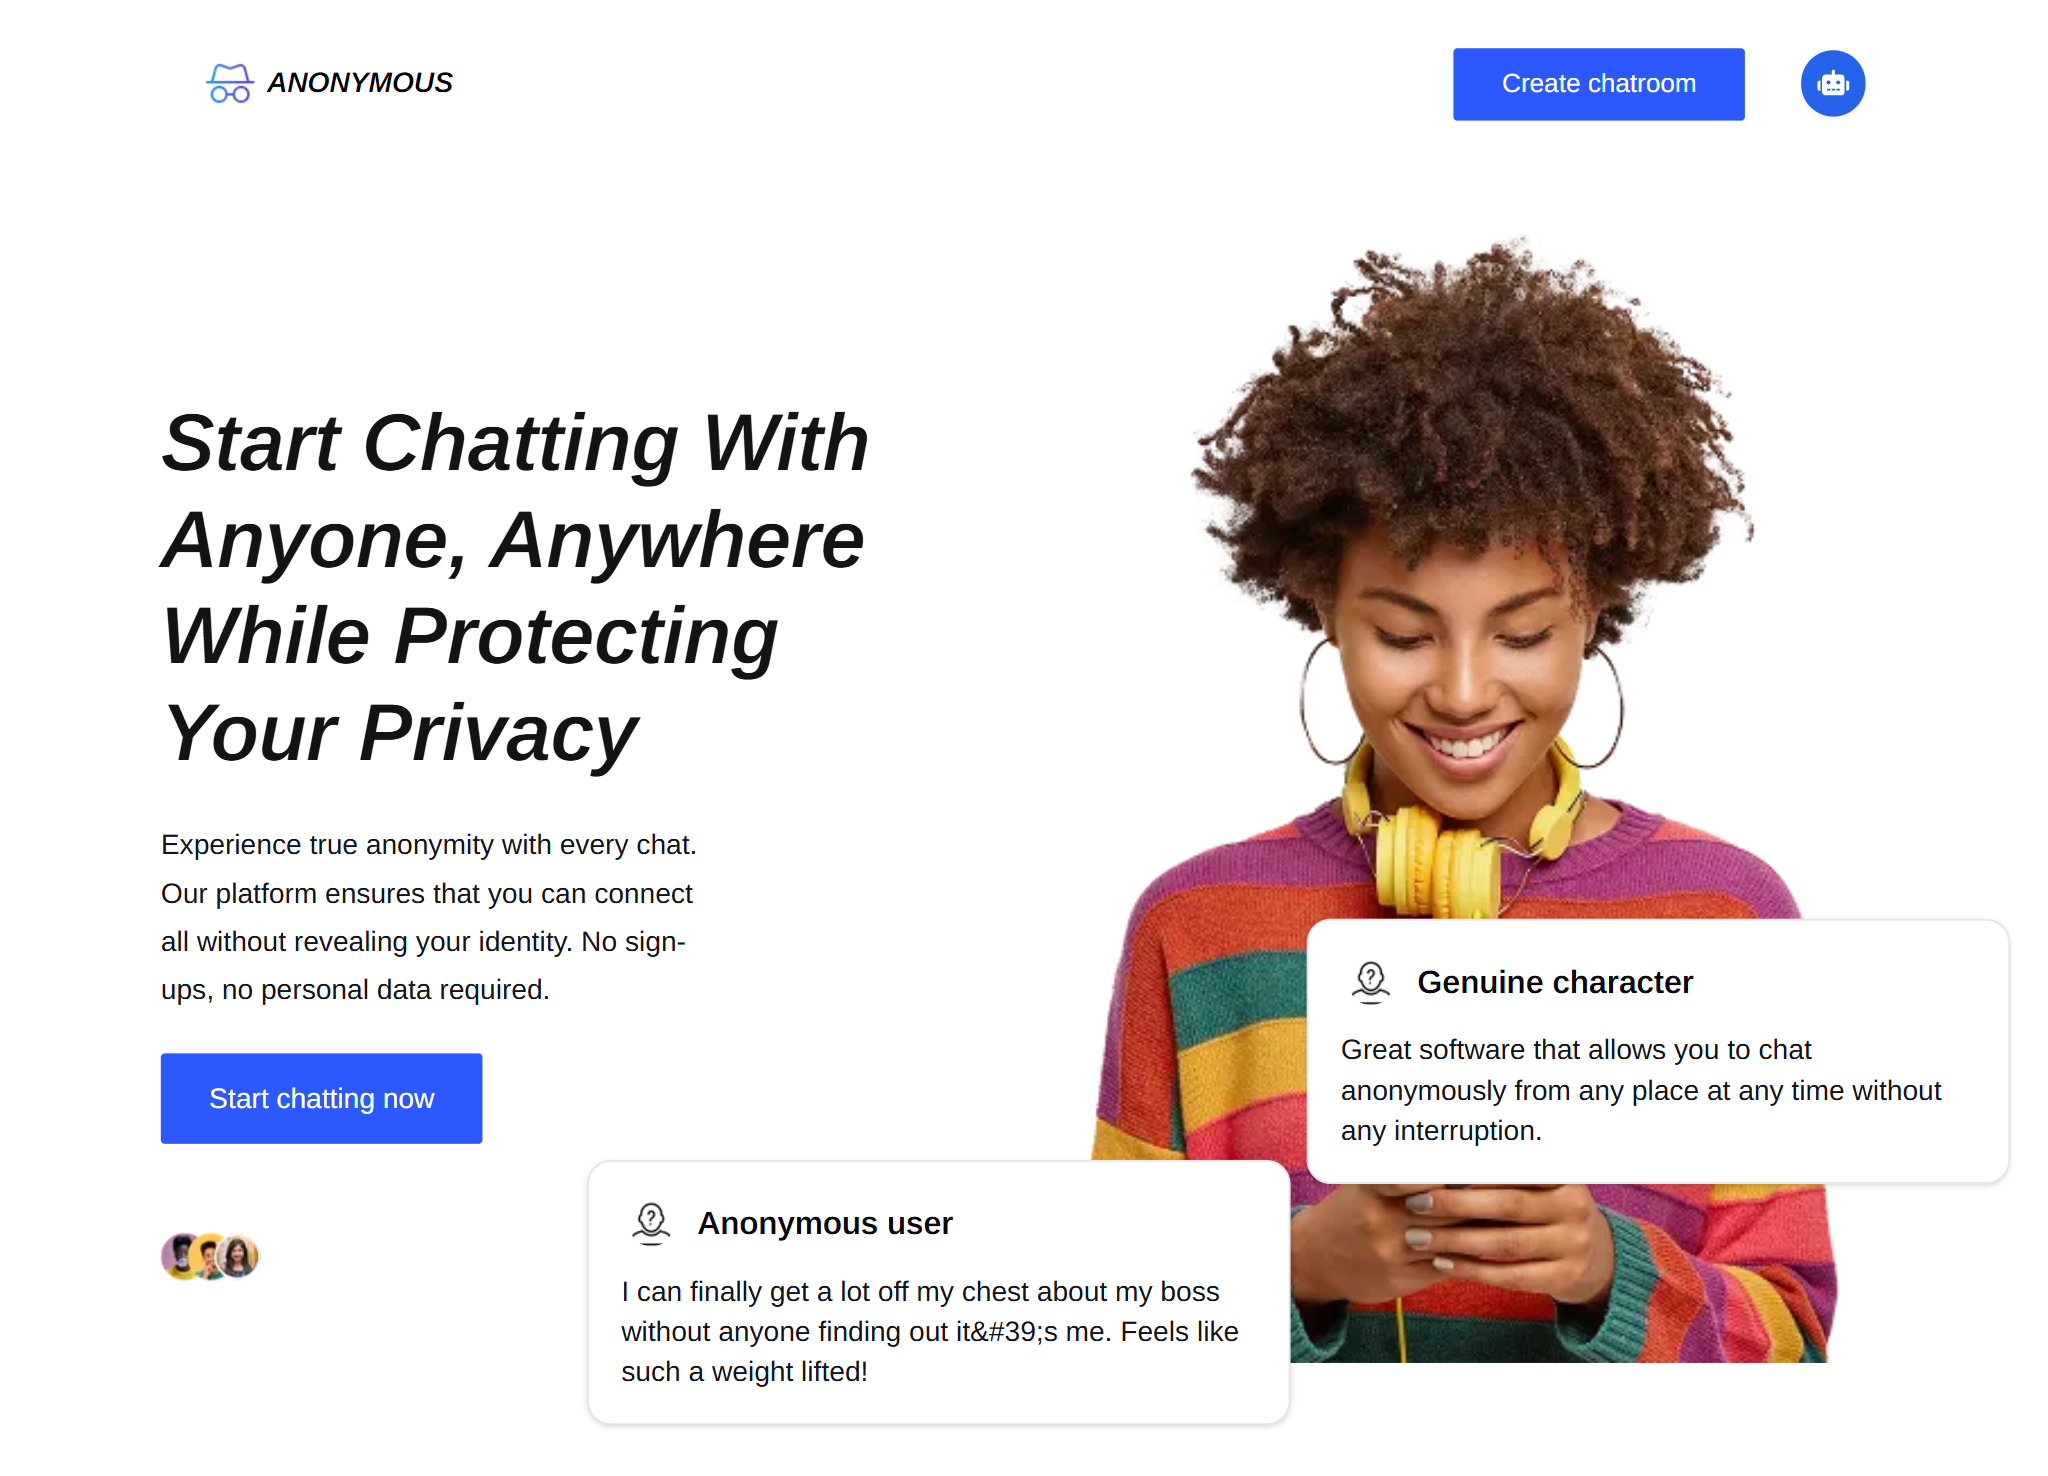 ANONYMOUS
Create chatroom
Start Chatting With
Anyone, Anywhere
While Protecting
Your Privacy
Experience true anonymity with every chat.
Our platform ensures that you can connect
all without revealing your identity. No sign-
ups, no personal data required.
Start chatting now
Genuine character
Great software that allows you to chat
anonymously from any place at any time without
any interruption.
Anonymous user
I can finally get a lot off my chest about my boss
without anyone finding out it&#39;s me. Feels like
such a weight lifted!